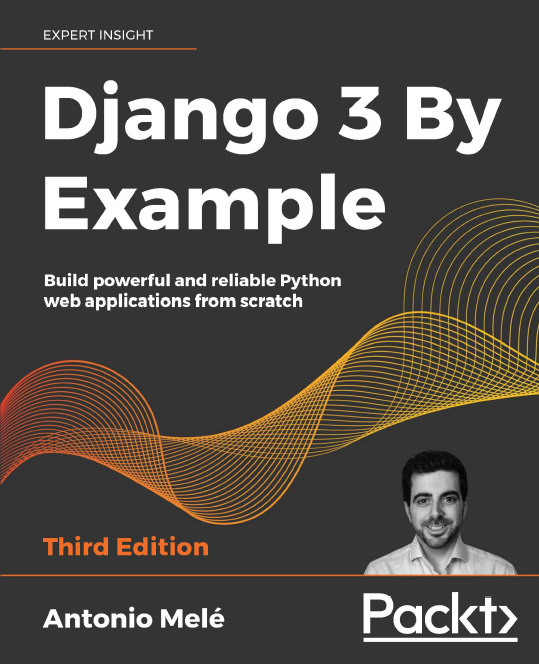 EXPERT INSIGHT
Django 3 By
Example
Build powerful and reliable Python
web applications from scratch
Third Edition
Antonio Melé
Packt